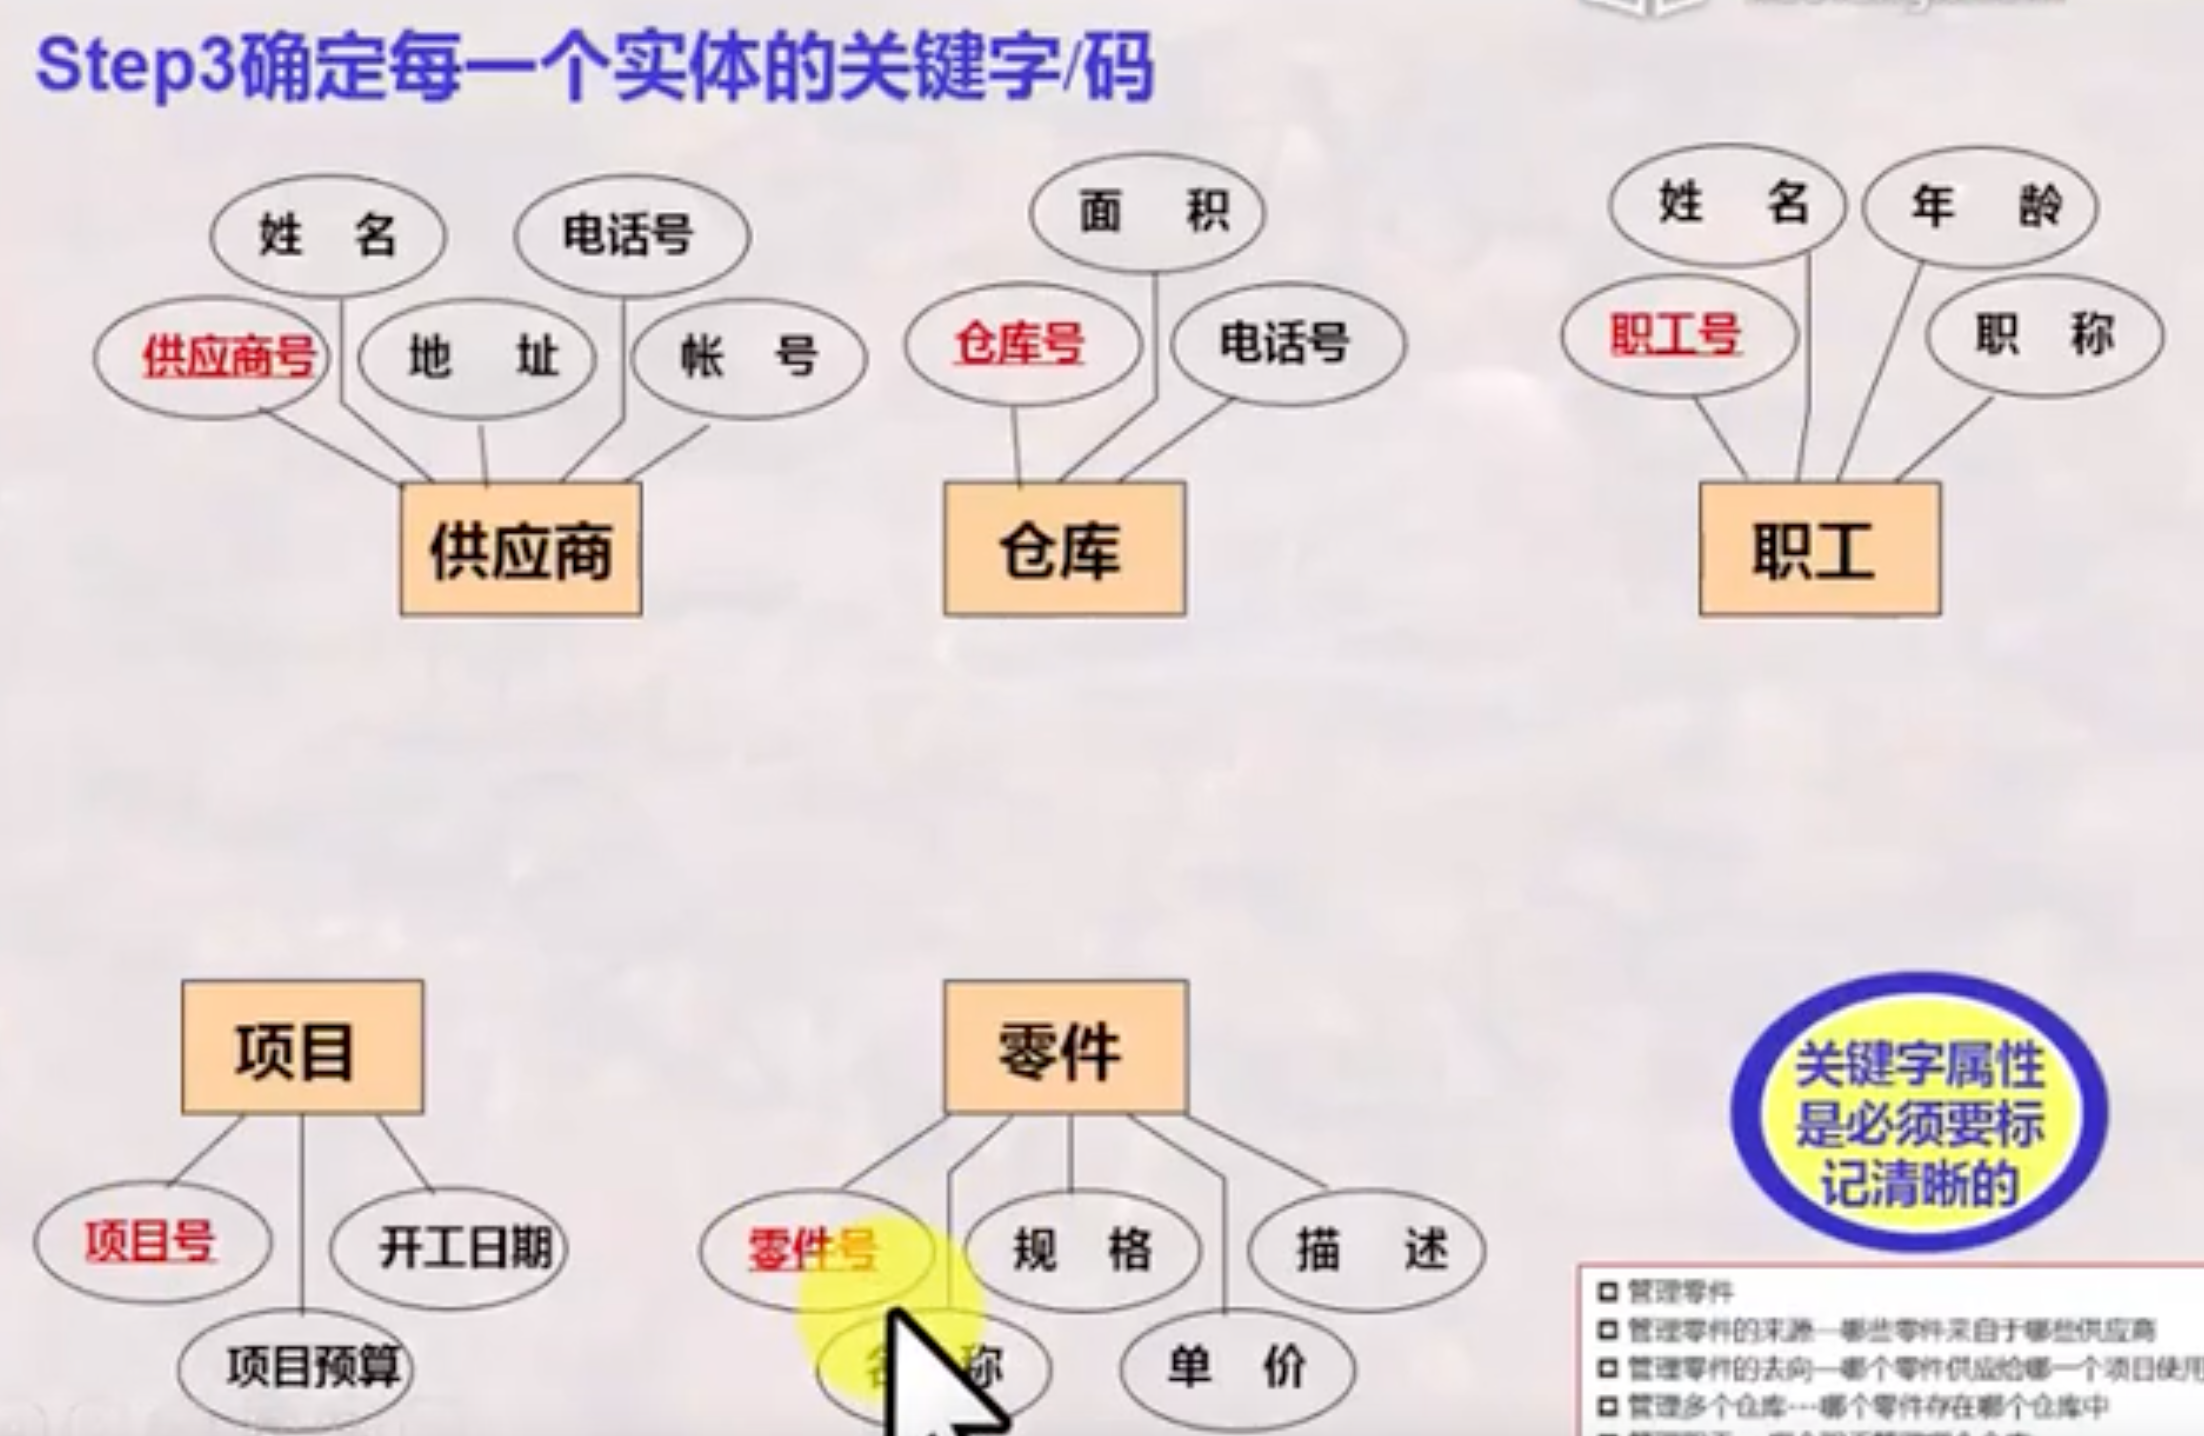 Step3确定每一个实体的关键字/码
姓 名
电话号
供应商号
地 址
帐 号
供应商
面 积
仓库号
电话号
仓库
姓 名
年 龄
职工号
职 称
职工
项目
项目号
开工日期
项目预算
零件
零件号
规 格
描 述
称
单 价
关键字属性
是必须要标
记清晰的
管理零件
管理零件的来源---哪些零件来自于哪些供应商
管理零件的去向---哪个零件供应给哪一个项目使用
管理多个仓库---哪个零件存在哪个仓库中